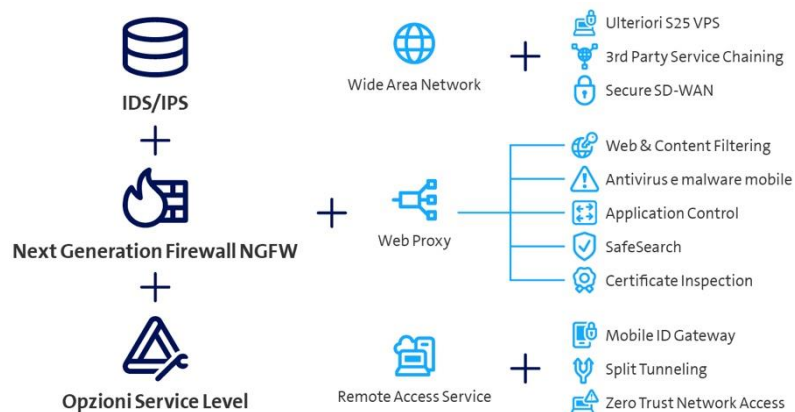 IDS/IPS
Next Generation Firewall NGFW
Opzioni Service Level
Wide Area Network
Ulteriori S25 VPS
3rd Party Service Chaining
Secure SD-WAN
Web Proxy
Web & Content Filtering
Antivirus e malware mobile
Application Control
SafeSearch
Certificate Inspection
Remote Access Service
Mobile ID Gateway
Split Tunneling
Zero Trust Network Access